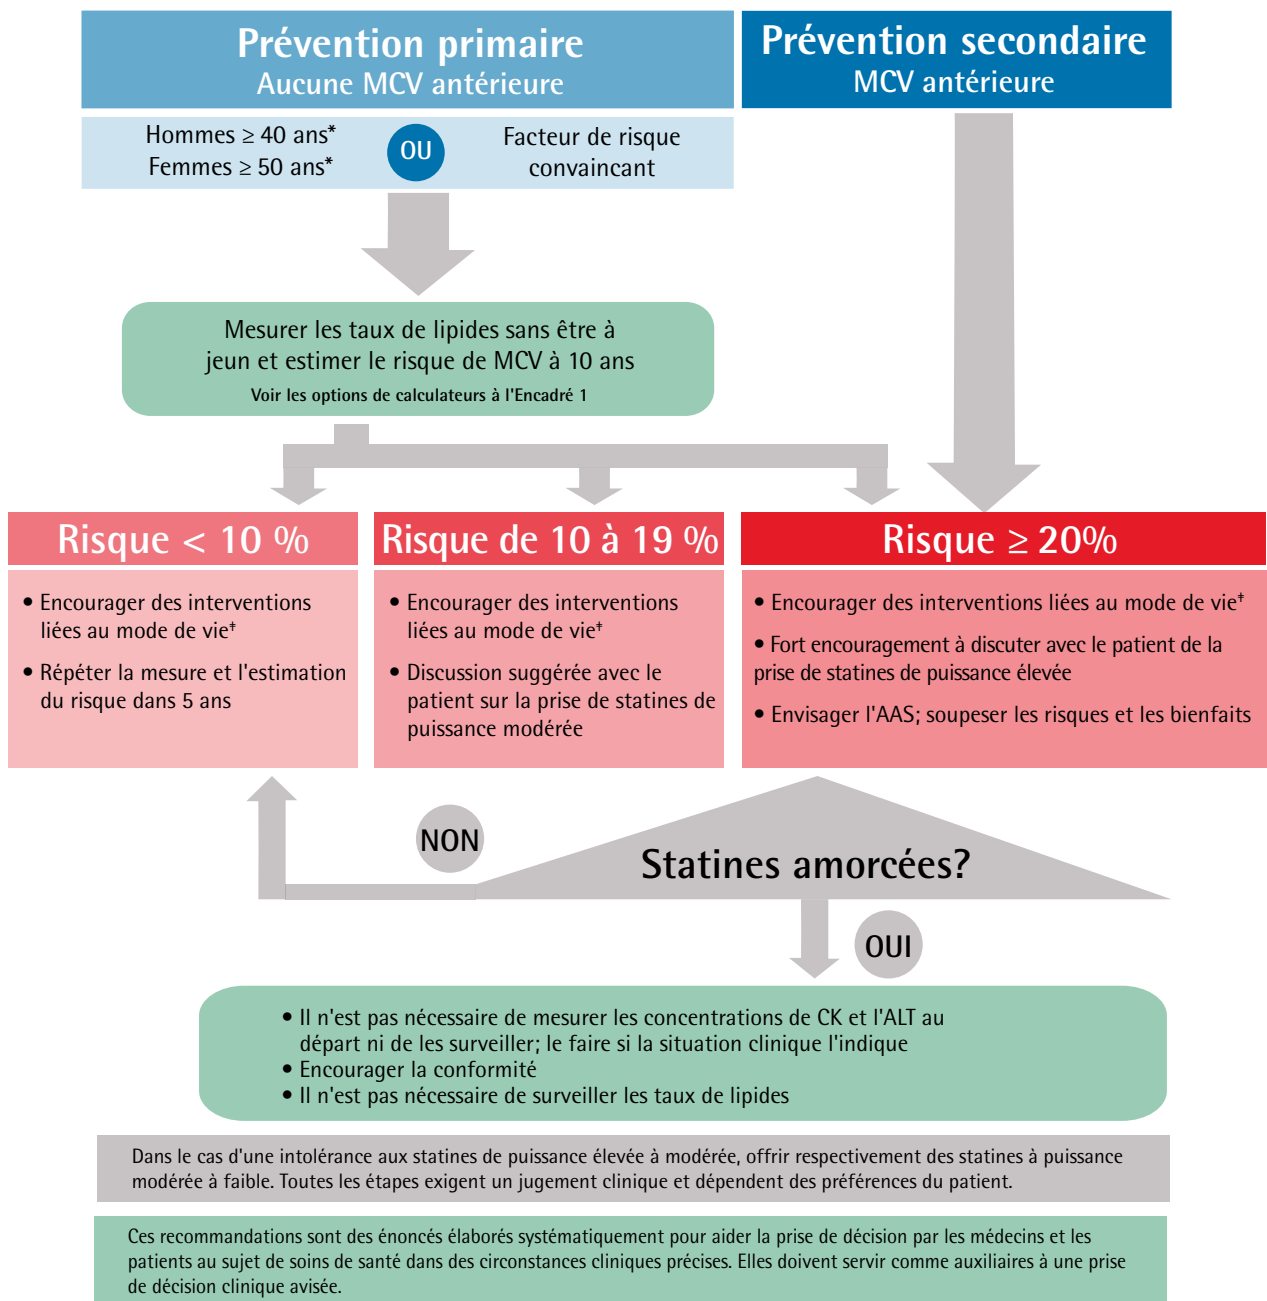 Prévention primaire
Aucune MCV antérieure
Prévention secondaire
MCV antérieure
Hommes ≥ 40 ans*
Femmes ≥ 50 ans*
OU
Facteur de risque
convaincant
Mesurer les taux de lipides sans être à
jeun et estimer le risque de MCV à 10 ans
Voir les options de calculateurs à l'Encadré 1
Risque < 10 %
• Encourager des interventions
liées au mode de vie†
• Répéter la mesure et l'estimation
du risque dans 5 ans
Risque de 10 à 19 %
• Encourager des interventions
liées au mode de vie†
• Discussion suggérée avec le
patient sur la prise de statines de
puissance modérée
Risque ≥ 20%
• Encourager des interventions liées au mode de vie†
• Fort encouragement à discuter avec le patient de la
prise de statines de puissance élevée
• Envisager l'AAS; soupeser les risques et les bienfaits
NON
Statines amorcées?
OUI
• Il n'est pas nécessaire de mesurer les concentrations de CK et l'ALT au
départ ni de les surveiller; le faire si la situation clinique l'indique
• Encourager la conformité
• Il n'est pas nécessaire de surveiller les taux de lipides
Dans le cas d'une intolérance aux statines de puissance élevée à modérée, offrir respectivement des statines à puissance
modérée à faible. Toutes les étapes exigent un jugement clinique et dépendent des préférences du patient.
Ces recommandations sont des énoncés élaborés systématiquement pour aider la prise de décision par les médecins et les
patients au sujet de soins de santé dans des circonstances cliniques précises. Elles doivent servir comme auxiliaires à une prise
de décision clinique avisée.